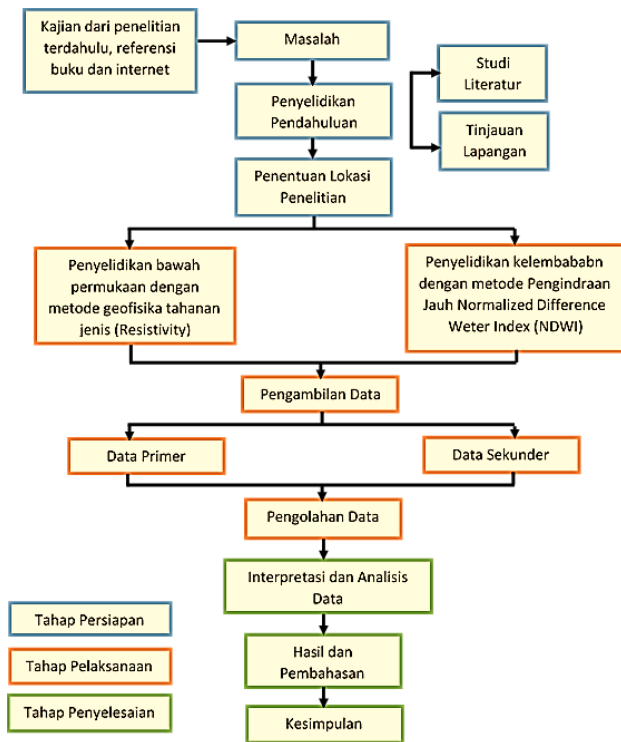 Kajian dari penelitian
terdahulu, referensi
buku dan internet
Masalah
Penyelidikan
Pendahuluan
Studi
Literatur
Tinjauan
Lapangan
Penentuan Lokasi
Penelitian
Penyelidikan bawah
permukaan dengan
metode geofisika tahanan
jenis (Resistivity)
Penyelidikan kelembababn
dengan metode Pengindraan
Jauh Normalized Difference
Weter Index (NDWI)
Pengambilan Data
Data Primer
Data Sekunder
Pengolahan Data
Interpretasi dan Analisis
Data
Hasil dan
Pembahasan
Kesimpulan
Tahap Persiapan
Tahap Pelaksanaan
Tahap Penyelesaian